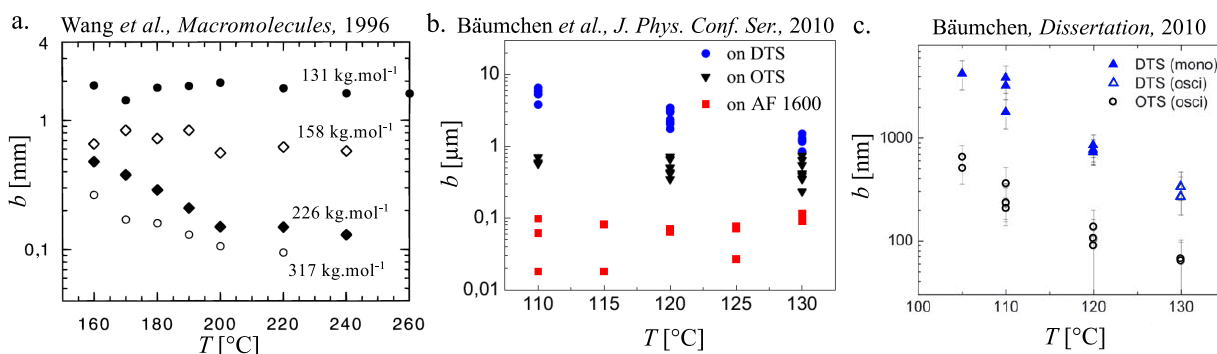 a. Wang et al., Macromolecules, 1996
4
131 kg.mol⁻¹
1
158 kg.mol⁻¹
b [mm]
226 kg.mol⁻¹
0,1
317 kg.mol⁻¹
160 180 200 220 240 260
T [°C]
b. Bäumchen et al., J. Phys. Conf. Ser., 2010
on DTS
on OTS
on AF 1600
10
1
b [µm]
0,1
0,01
110 115 120 125 130
T [°C]
c. Bäumchen, Dissertation, 2010
DTS (mono)
DTS (osci)
OTS (osci)
1000
b [nm]
100
100 110 120 130
T [°C]